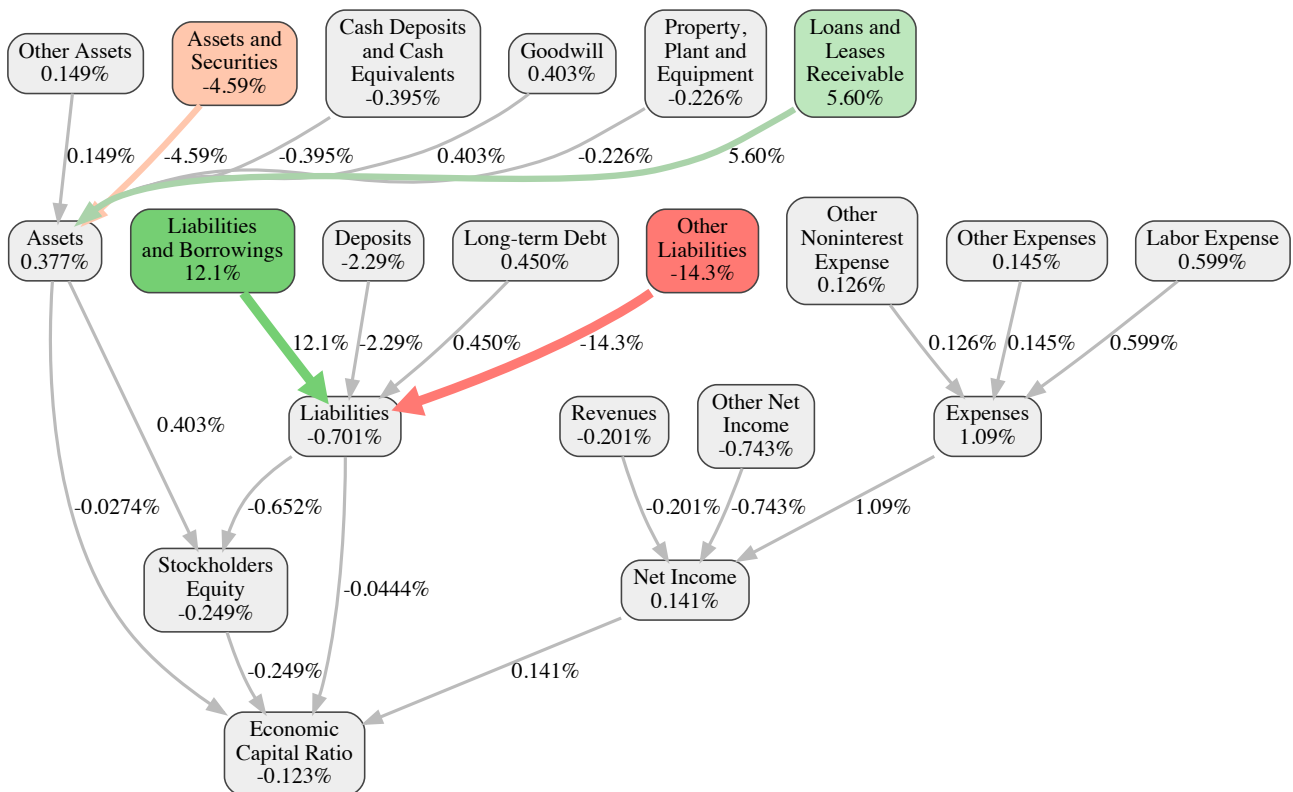 Other Assets
0.149%
Assets and
Securities
-4.59%
Cash Deposits
and Cash
Equivalents
-0.395%
Goodwill
0.403%
Property,
Plant and
Equipment
-0.226%
Loans and
Leases
Receivable
5.60%
0.149%
-4.59%
-0.395%
0.403%
-0.226%
5.60%
Assets
0.377%
Liabilities
and Borrowings
12.1%
Deposits
-2.29%
Long-term Debt
0.450%
Other
Liabilities
-14.3%
Other
Noninterest
Expense
0.126%
Other Expenses
0.145%
Labor Expense
0.599%
12.1%
-2.29%
0.450%
-14.3%
0.126%
0.145%
0.599%
Liabilities
-0.701%
Revenues
-0.201%
Other Net
Income
-0.743%
Expenses
1.09%
0.403%
-0.0274%
-0.652%
-0.201%
-0.743%
1.09%
Stockholders
Equity
-0.249%
-0.0444%
Net Income
0.141%
-0.249%
0.141%
Economic
Capital Ratio
-0.123%